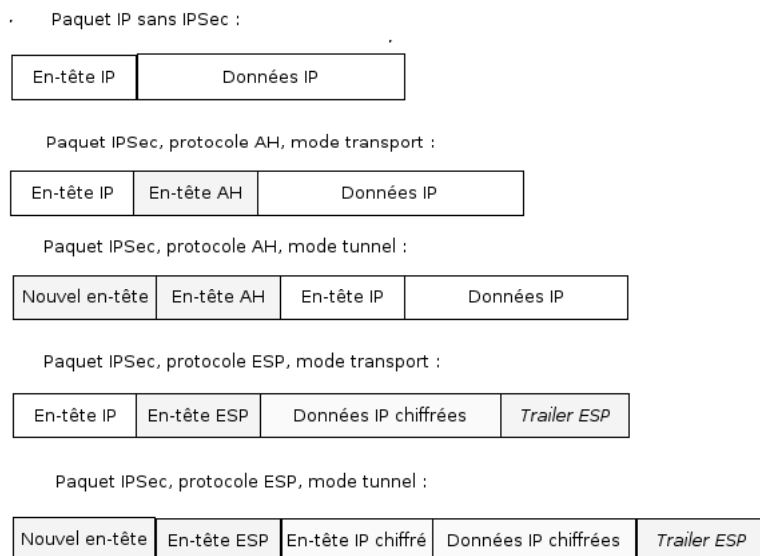 Paquet IP sans IPSec :
En-tête IP Données IP
Paquet IPSec, protocole AH, mode transport :
En-tête IP En-tête AH Données IP
Paquet IPSec, protocole AH, mode tunnel :
Nouvel en-tête En-tête AH En-tête IP Données IP
Paquet IPSec, protocole ESP, mode transport :
En-tête IP En-tête ESP Données IP chiffrées Trailer ESP
Paquet IPSec, protocole ESP, mode tunnel :
Nouvel en-tête En-tête ESP En-tête IP chiffré Données IP chiffrées Trailer ESP